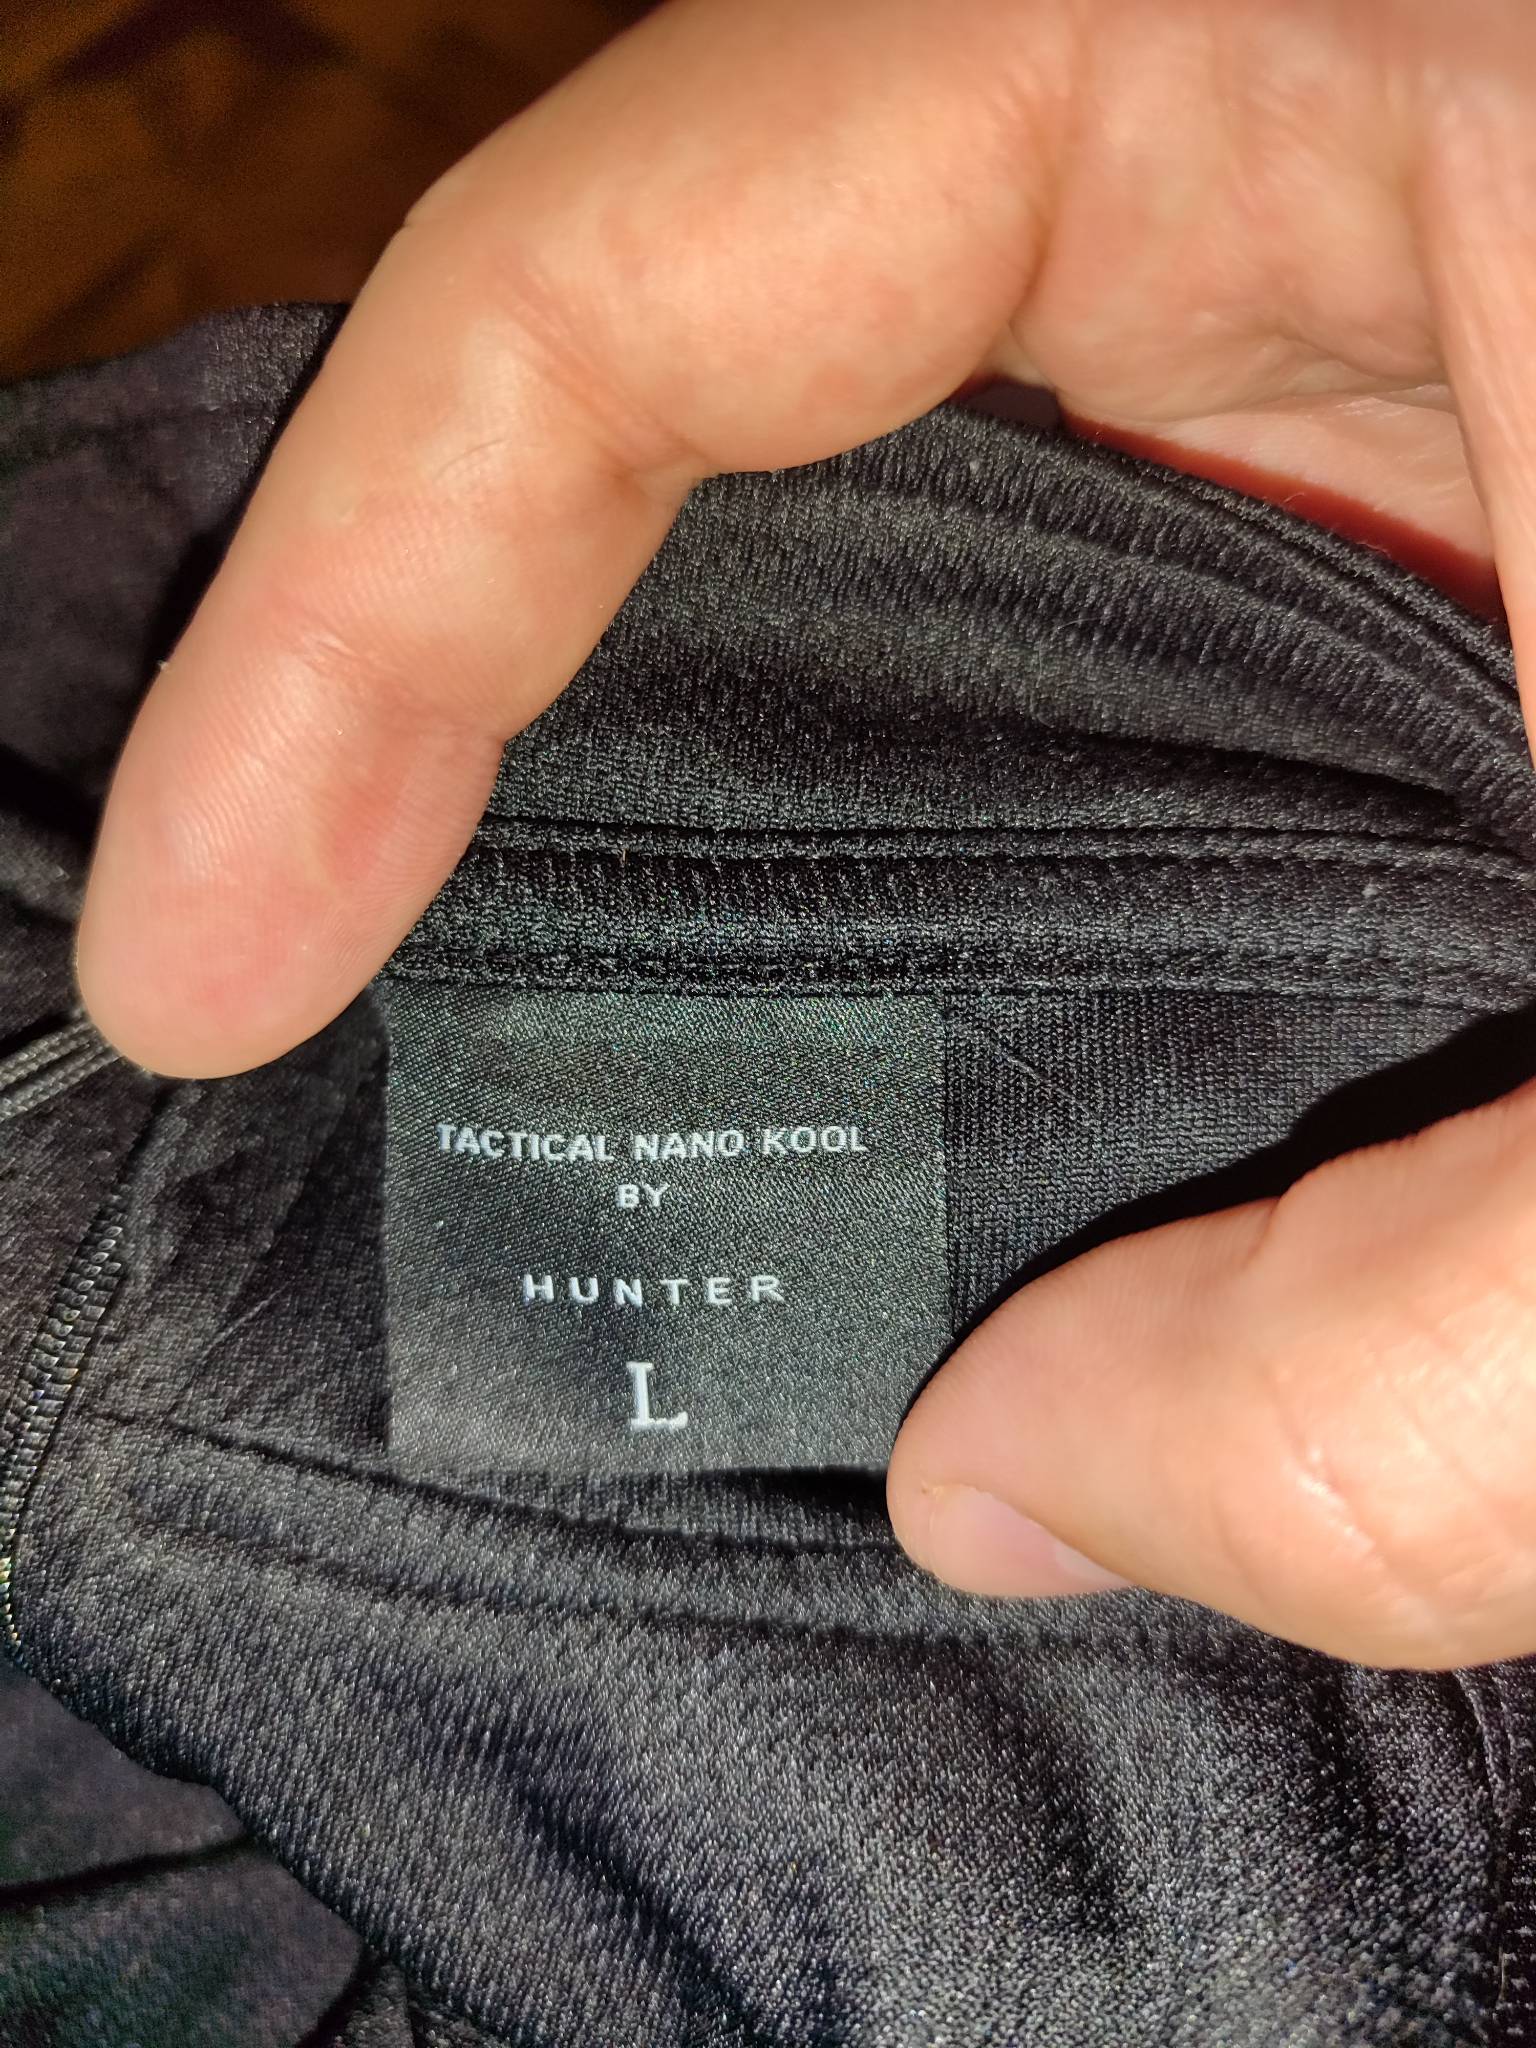 TACTICAL NANO KOOL
BY
HUNTER
L